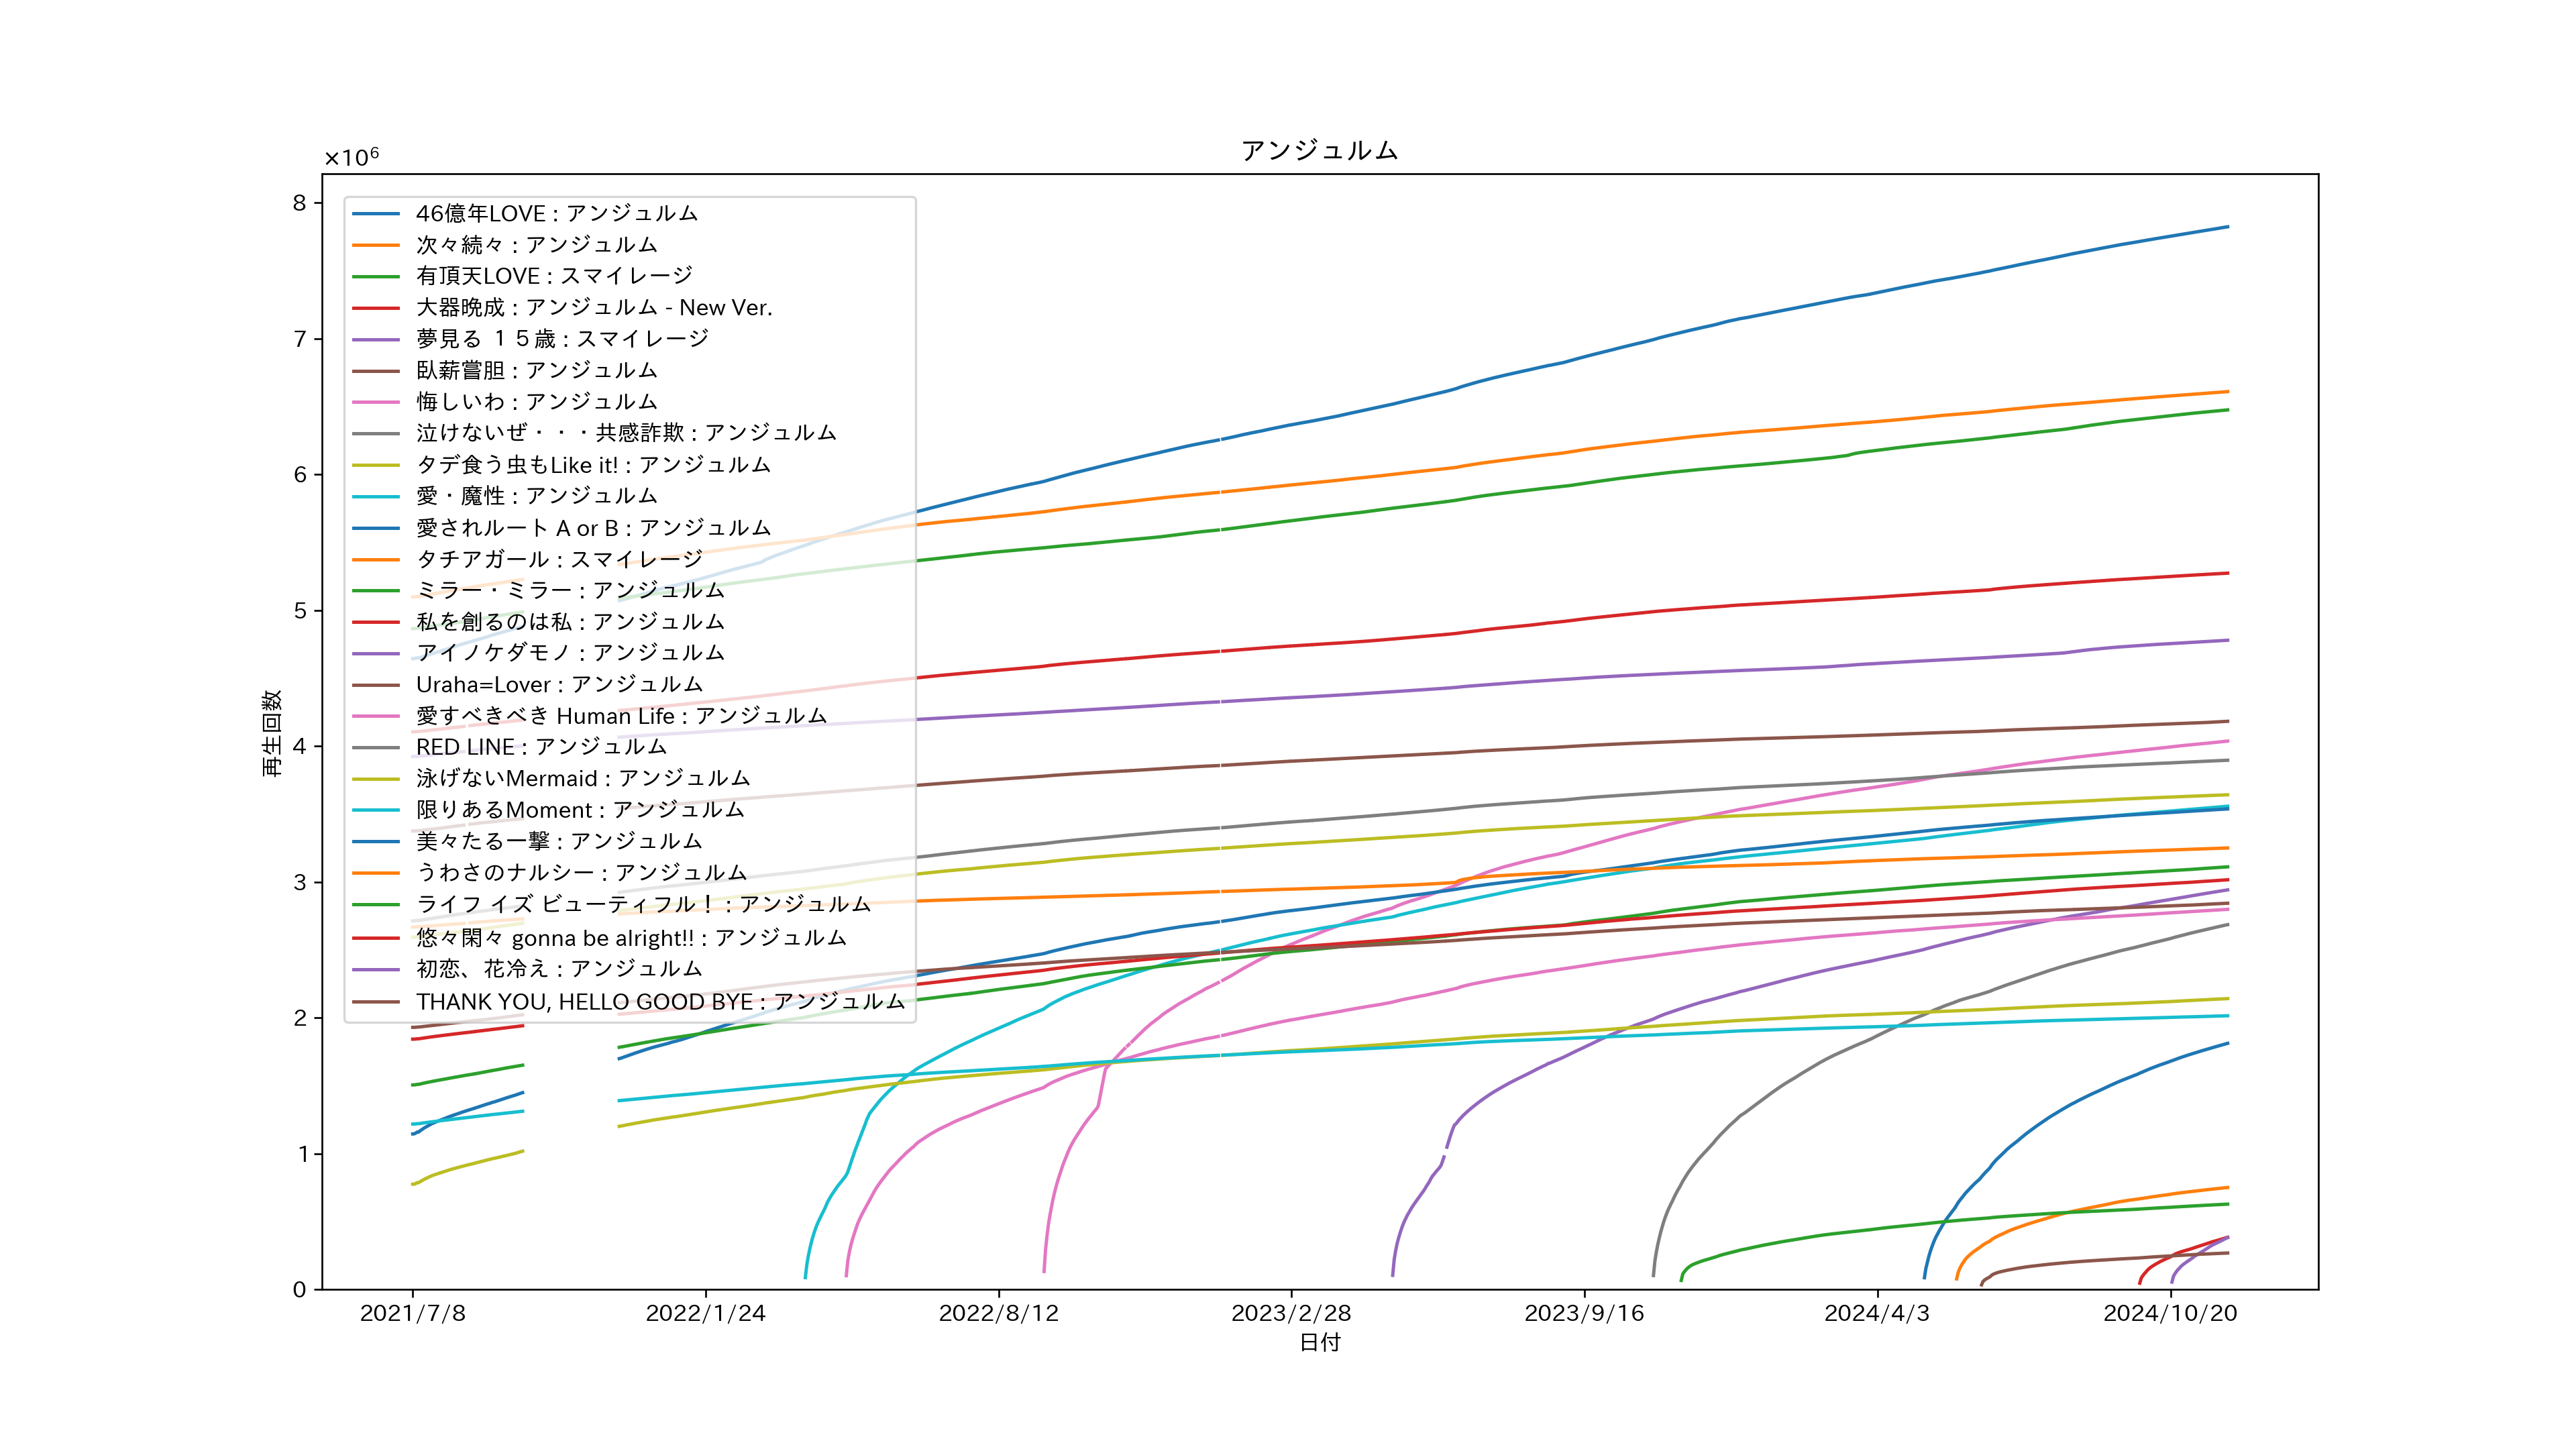 アンジュルム
×10⁶
8
7
6
5
4
3
2
1
0
再生回数
46億年LOVE : アンジュルム
次々続々 : アンジュルム
有頂天LOVE : スマイレージ
大器晩成 : アンジュルム - New Ver.
夢見る １５歳 : スマイレージ
臥薪嘗胆 : アンジュルム
悔しいわ : アンジュルム
泣けないぜ・・・共感詐欺 : アンジュルム
タデ食う虫もLike it! : アンジュルム
愛・魔性 : アンジュルム
愛されルート A or B : アンジュルム
タチアガール : スマイレージ
ミラー・ミラー : アンジュルム
私を創るのは私 : アンジュルム
アイノケダモノ : アンジュルム
Uraha=Lover : アンジュルム
愛すべきべき Human Life : アンジュルム
RED LINE : アンジュルム
泳げないMermaid : アンジュルム
限りあるMoment : アンジュルム
美々たる一撃 : アンジュルム
うわさのナルシー : アンジュルム
ライフ イズ ビューティフル！ : アンジュルム
悠々閑々 gonna be alright!! : アンジュルム
初恋、花冷え : アンジュルム
THANK YOU, HELLO GOOD BYE : アンジュルム
2021/7/8 2022/1/24 2022/8/12 2023/2/28 2023/9/16 2024/4/3 2024/10/20
日付